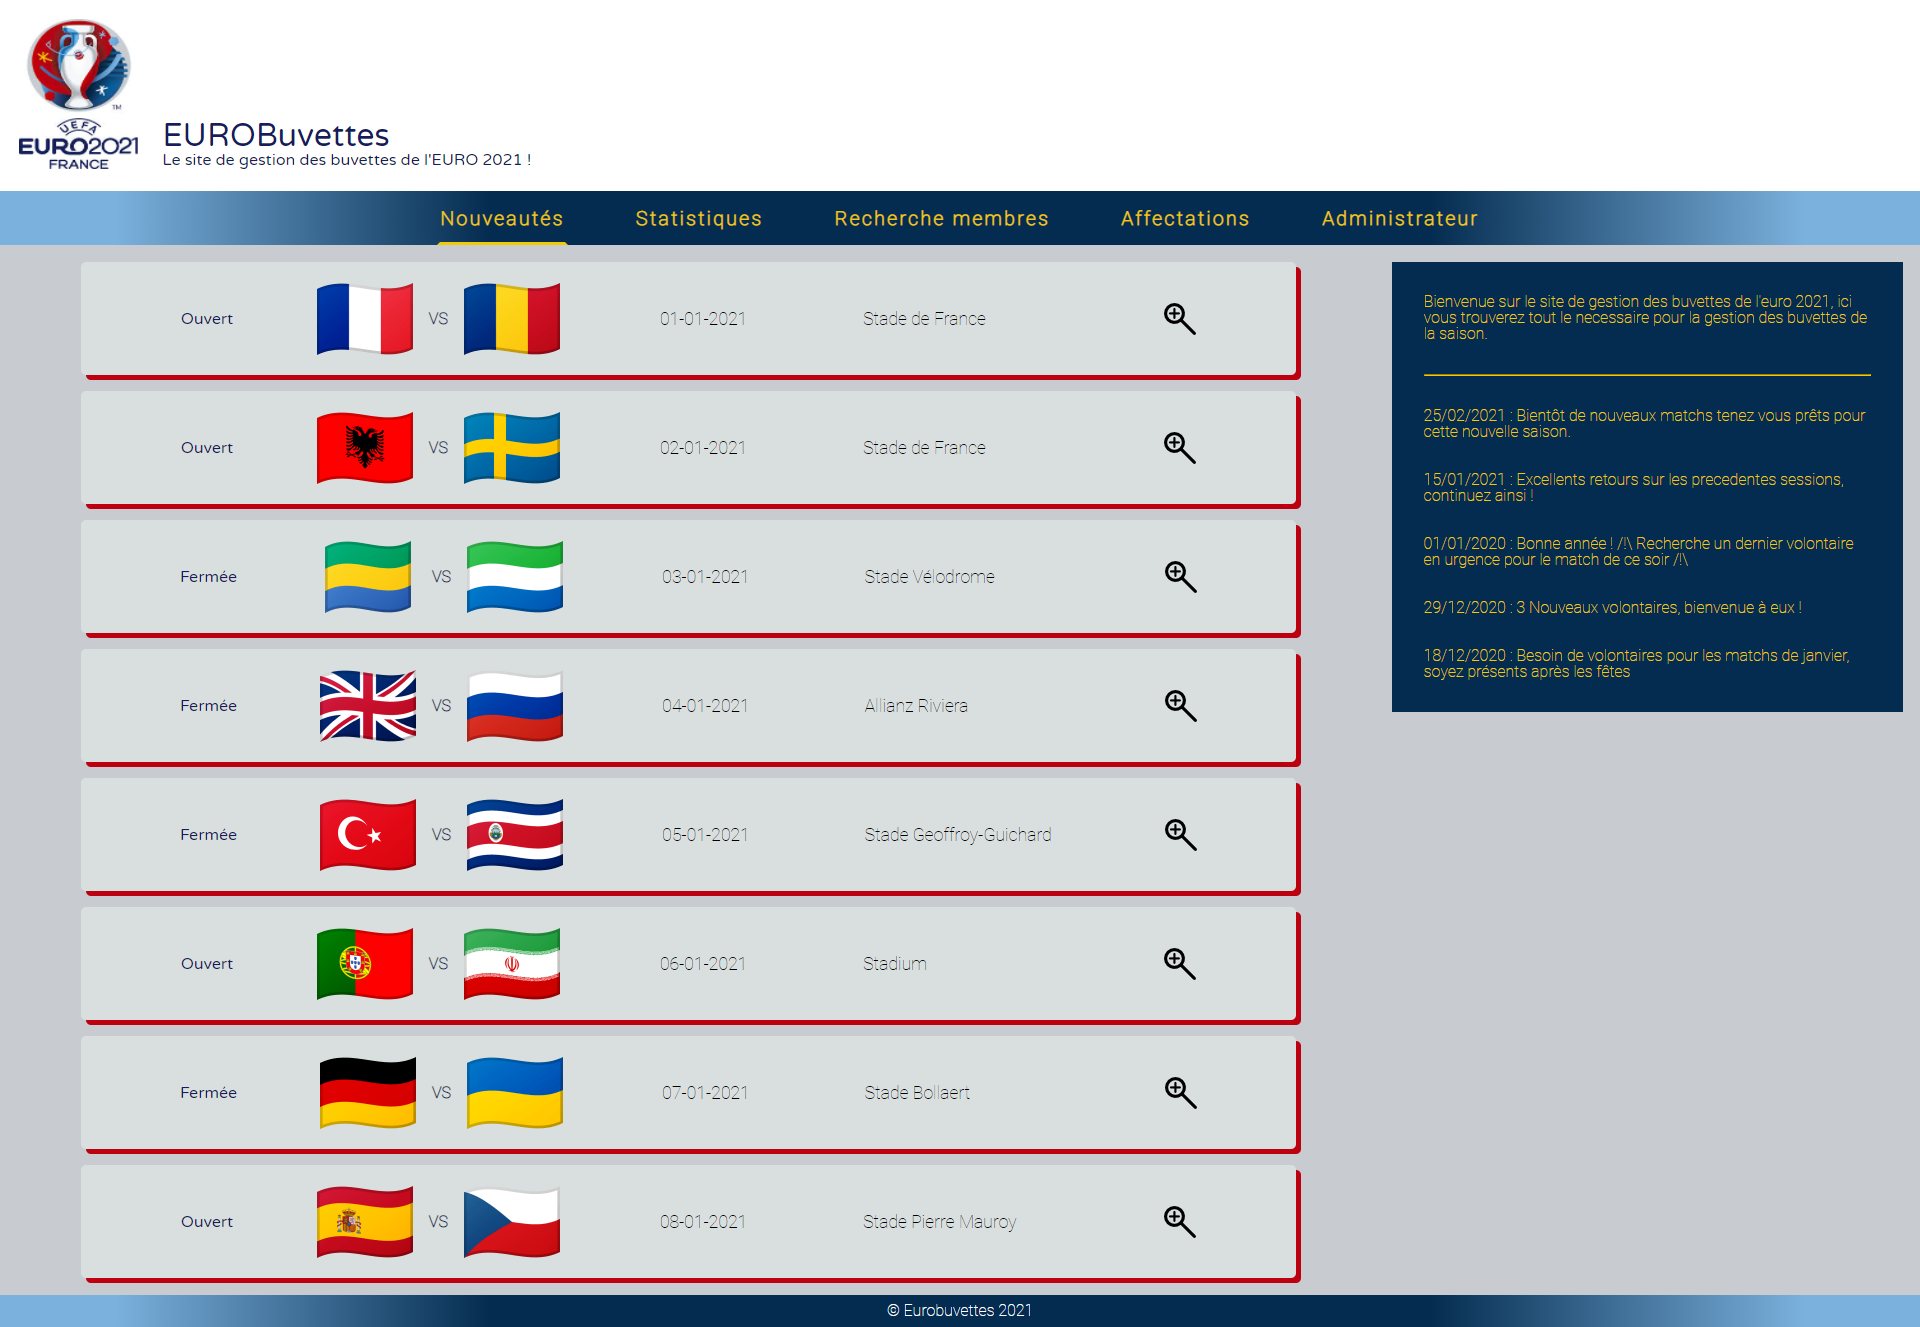 UEFA
EURO2021
FRANCE
TM
EUROBuvettes
Le site de gestion des buvettes de l'EURO 2021 !
Nouveautés Statistiques Recherche membres Affectations Administrateur
Ouvert VS 01-01-2021 Stade de France
Ouvert VS 02-01-2021 Stade de France
Fermée VS 03-01-2021 Stade Vélodrome
Fermée VS 04-01-2021 Allianz Riviera
Fermée VS 05-01-2021 Stade Geoffroy-Guichard
Ouvert VS 06-01-2021 Stadium
Fermée VS 07-01-2021 Stade Bollaert
Ouvert VS 08-01-2021 Stade Pierre Mauroy
Bienvenue sur le site de gestion des buvettes de l'euro 2021, ici
vous trouverez tout le necessaire pour la gestion des buvettes de
la saison.
25/02/2021 : Bientôt de nouveaux matchs tenez vous prêts pour
cette nouvelle saison.
15/01/2021 : Excellents retours sur les precedentes sessions,
continuez ainsi !
01/01/2020 : Bonne année ! /!\ Recherche un dernier volontaire
en urgence pour le match de ce soir /!\
29/12/2020 : 3 Nouveaux volontaires, bienvenue à eux !
18/12/2020 : Besoin de volontaires pour les matchs de janvier,
soyez présents après les fêtes
© Eurobuvettes 2021